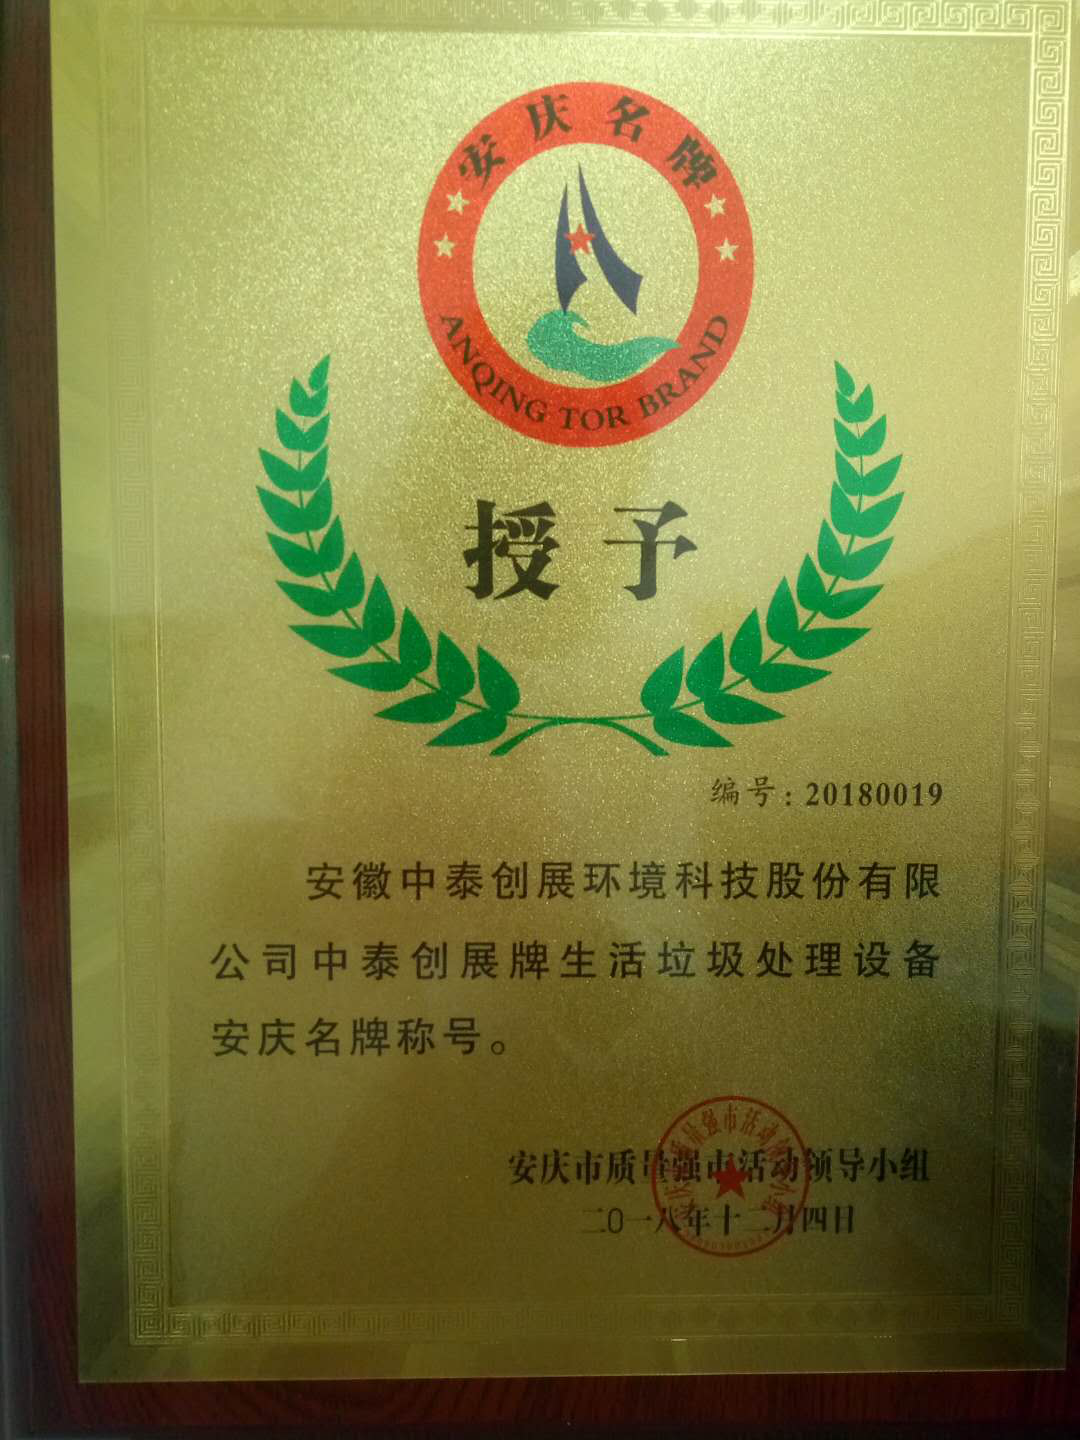 安庆名牌
ANQING TOR BRAND
授予
编号：20180019
安徽中泰创展环境科技股份有限
公司中泰创展牌生活垃圾处理设备
安庆名牌称号。
安庆市质量强市活动领导小组
二0一八年十二月四日